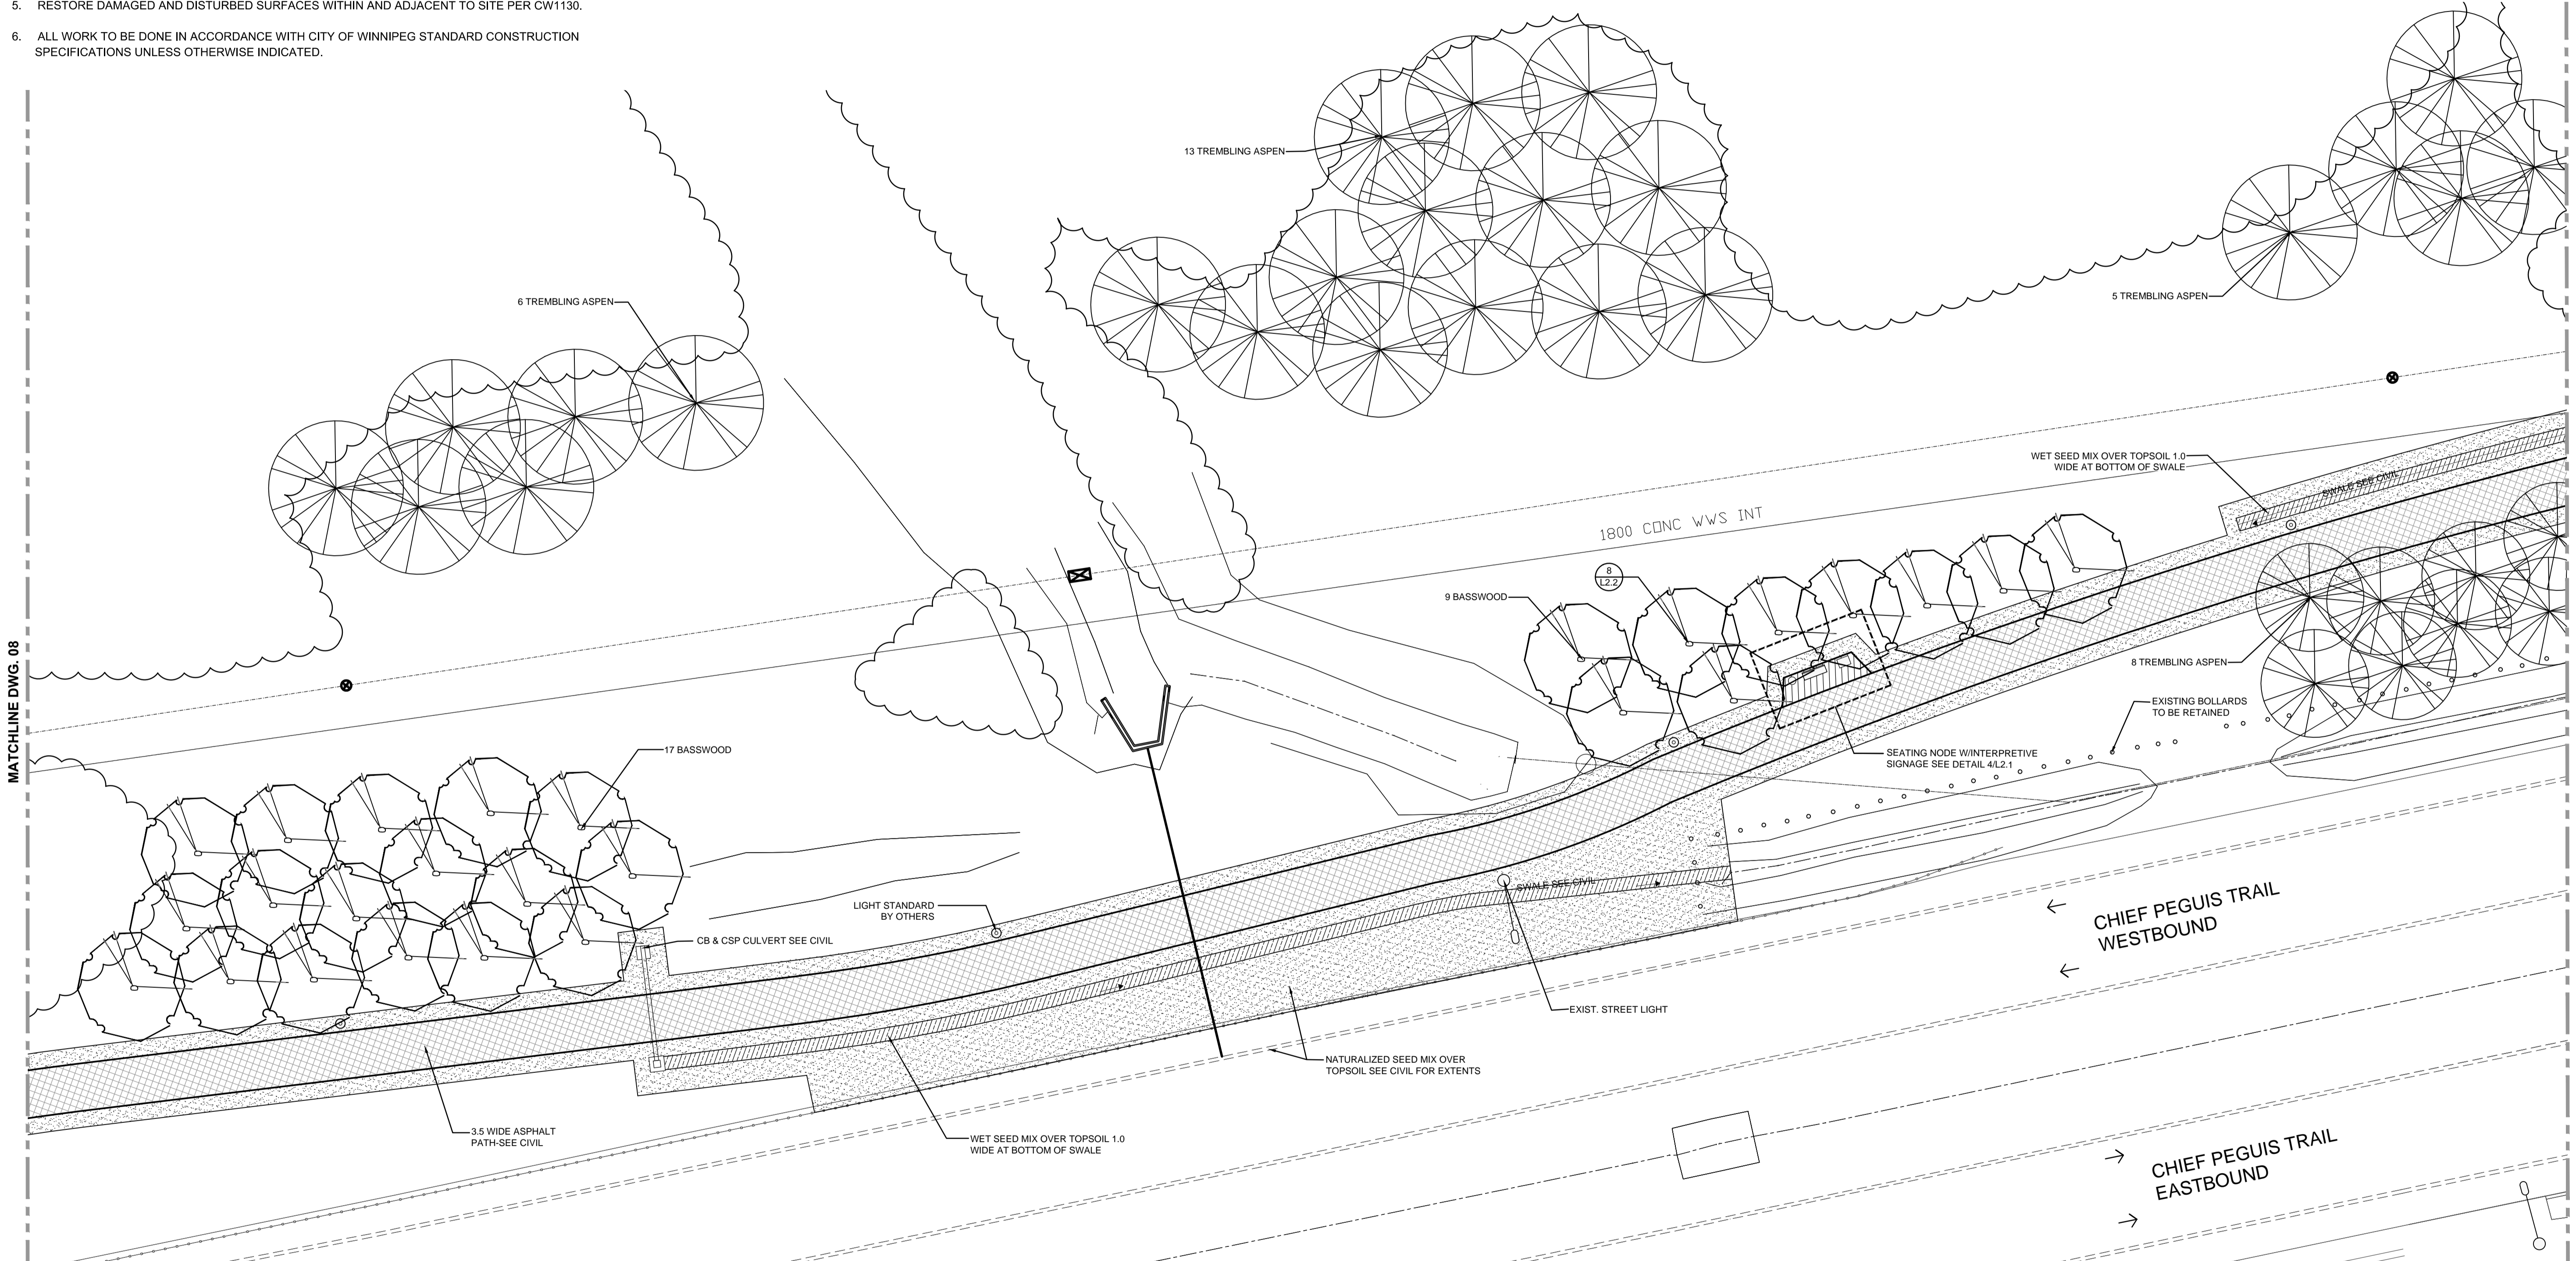 5. RESTORE DAMAGED AND DISTURBED SURFACES WITHIN AND ADJACENT TO SITE PER CW1130.
6. ALL WORK TO BE DONE IN ACCORDANCE WITH CITY OF WINNIPEG STANDARD CONSTRUCTION
SPECIFICATIONS UNLESS OTHERWISE INDICATED.
13 TREMBLING ASPEN
6 TREMBLING ASPEN
5 TREMBLING ASPEN
WET SEED MIX OVER TOPSOIL 1.0
WIDE AT BOTTOM OF SWALE
SWALE SEE CIVIL
1800 CONC WWS INT
8
L2.2
9 BASSWOOD
8 TREMBLING ASPEN
MATCHLINE DWG. 08
EXISTING BOLLARDS
TO BE RETAINED
17 BASSWOOD
SEATING NODE W/INTERPRETIVE
SIGNAGE SEE DETAIL 4/L2.1
SWALE SEE CIVIL
LIGHT STANDARD
BY OTHERS
CB & CSP CULVERT SEE CIVIL
CHIEF PEGUIS TRAIL
WESTBOUND
EXIST. STREET LIGHT
NATURALIZED SEED MIX OVER
TOPSOIL SEE CIVIL FOR EXTENTS
3.5 WIDE ASPHALT
PATH-SEE CIVIL
WET SEED MIX OVER TOPSOIL 1.0
WIDE AT BOTTOM OF SWALE
CHIEF PEGUIS TRAIL
EASTBOUND